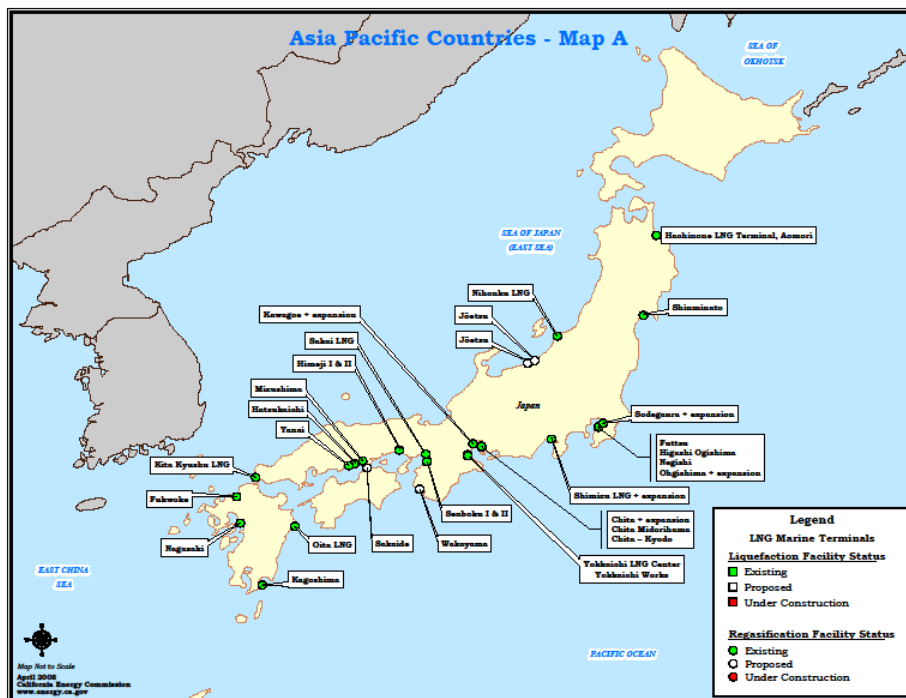 Asia Pacific Countries - Map A
SEA OF
OKHOTSK
SEA OF JAPAN
(EAST SEA)
Hachinone LNG Terminal, Aomori
Nihonku LNG
Shinminato
Kawagoe + expansion
Jōetsu
Sakai LNG
Jōetsu
Himeji I & II
Mizushima
Hatsukaichi
Yanai
Japan
Sodegaura + expansion
Futtsu
Higashi Ogishima
Negishi
Ohgishima + expansion
Kita Kyushu LNG
Fukwoke
Shimizu LNG + expansion
Senboku I & II
Chita + expansion
Chita Midorihama
Chita – Kyodo
Nagasaki
Oita LNG
Sakaide
Wakayama
Yokkaichi LNG Center
Yokkaichi Works
Kagoshima
EAST CHINA
SEA
PACIFIC OCEAN
Legend
LNG Marine Terminals
Liquefaction Facility Status
Existing
Proposed
Under Construction
Regasification Facility Status
Existing
Proposed
Under Construction
Map Not to Scale
April 2008
California Energy Commission
www.energy.ca.gov